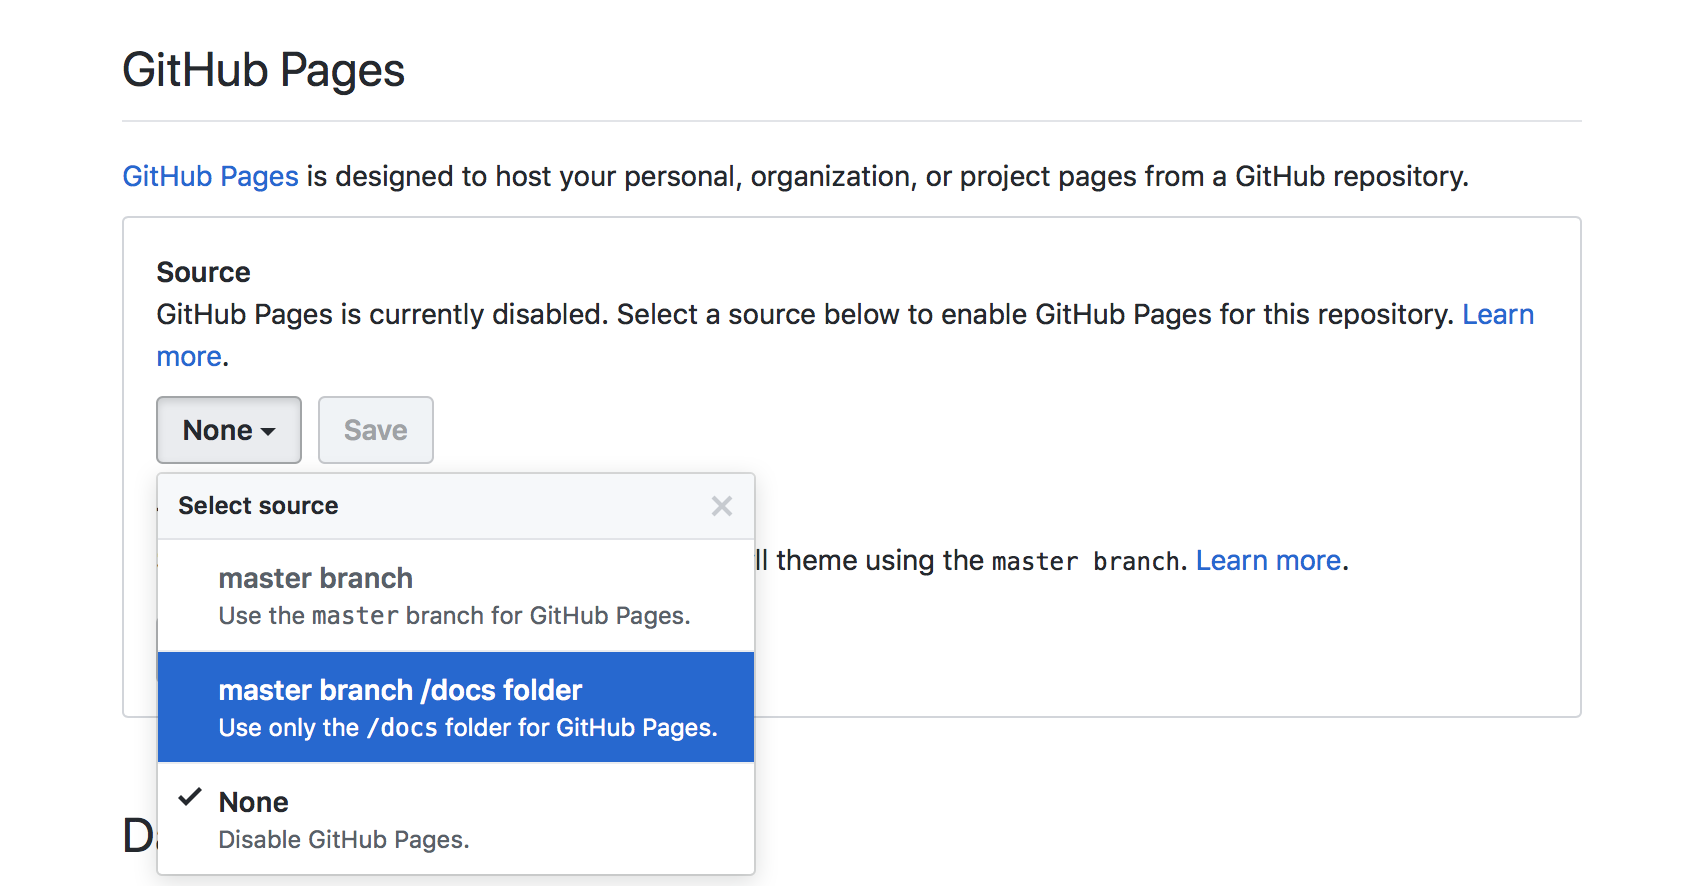 GitHub Pages
GitHub Pages is designed to host your personal, organization, or project pages from a GitHub repository.
Source
GitHub Pages is currently disabled. Select a source below to enable GitHub Pages for this repository. Learn
more.
None Save
Select source
ll theme using the master branch. Learn more.
master branch
Use the master branch for GitHub Pages.
master branch /docs folder
Use only the /docs folder for GitHub Pages.
None
Disable GitHub Pages.